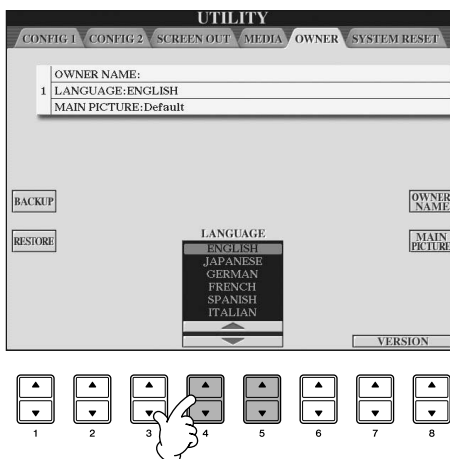 UTILITY
CONFIG 1 CONFIG 2 SCREEN OUT MEDIA OWNER SYSTEM RESET
OWNER NAME:
1 LANGUAGE:ENGLISH
MAIN PICTURE:Default
BACKUP
OWNER
NAME
RESTORE
MAIN
PICTURE
LANGUAGE
ENGLISH
JAPANESE
GERMAN
FRENCH
SPANISH
ITALIAN
VERSION
1 2 3 4 5 6 7 8